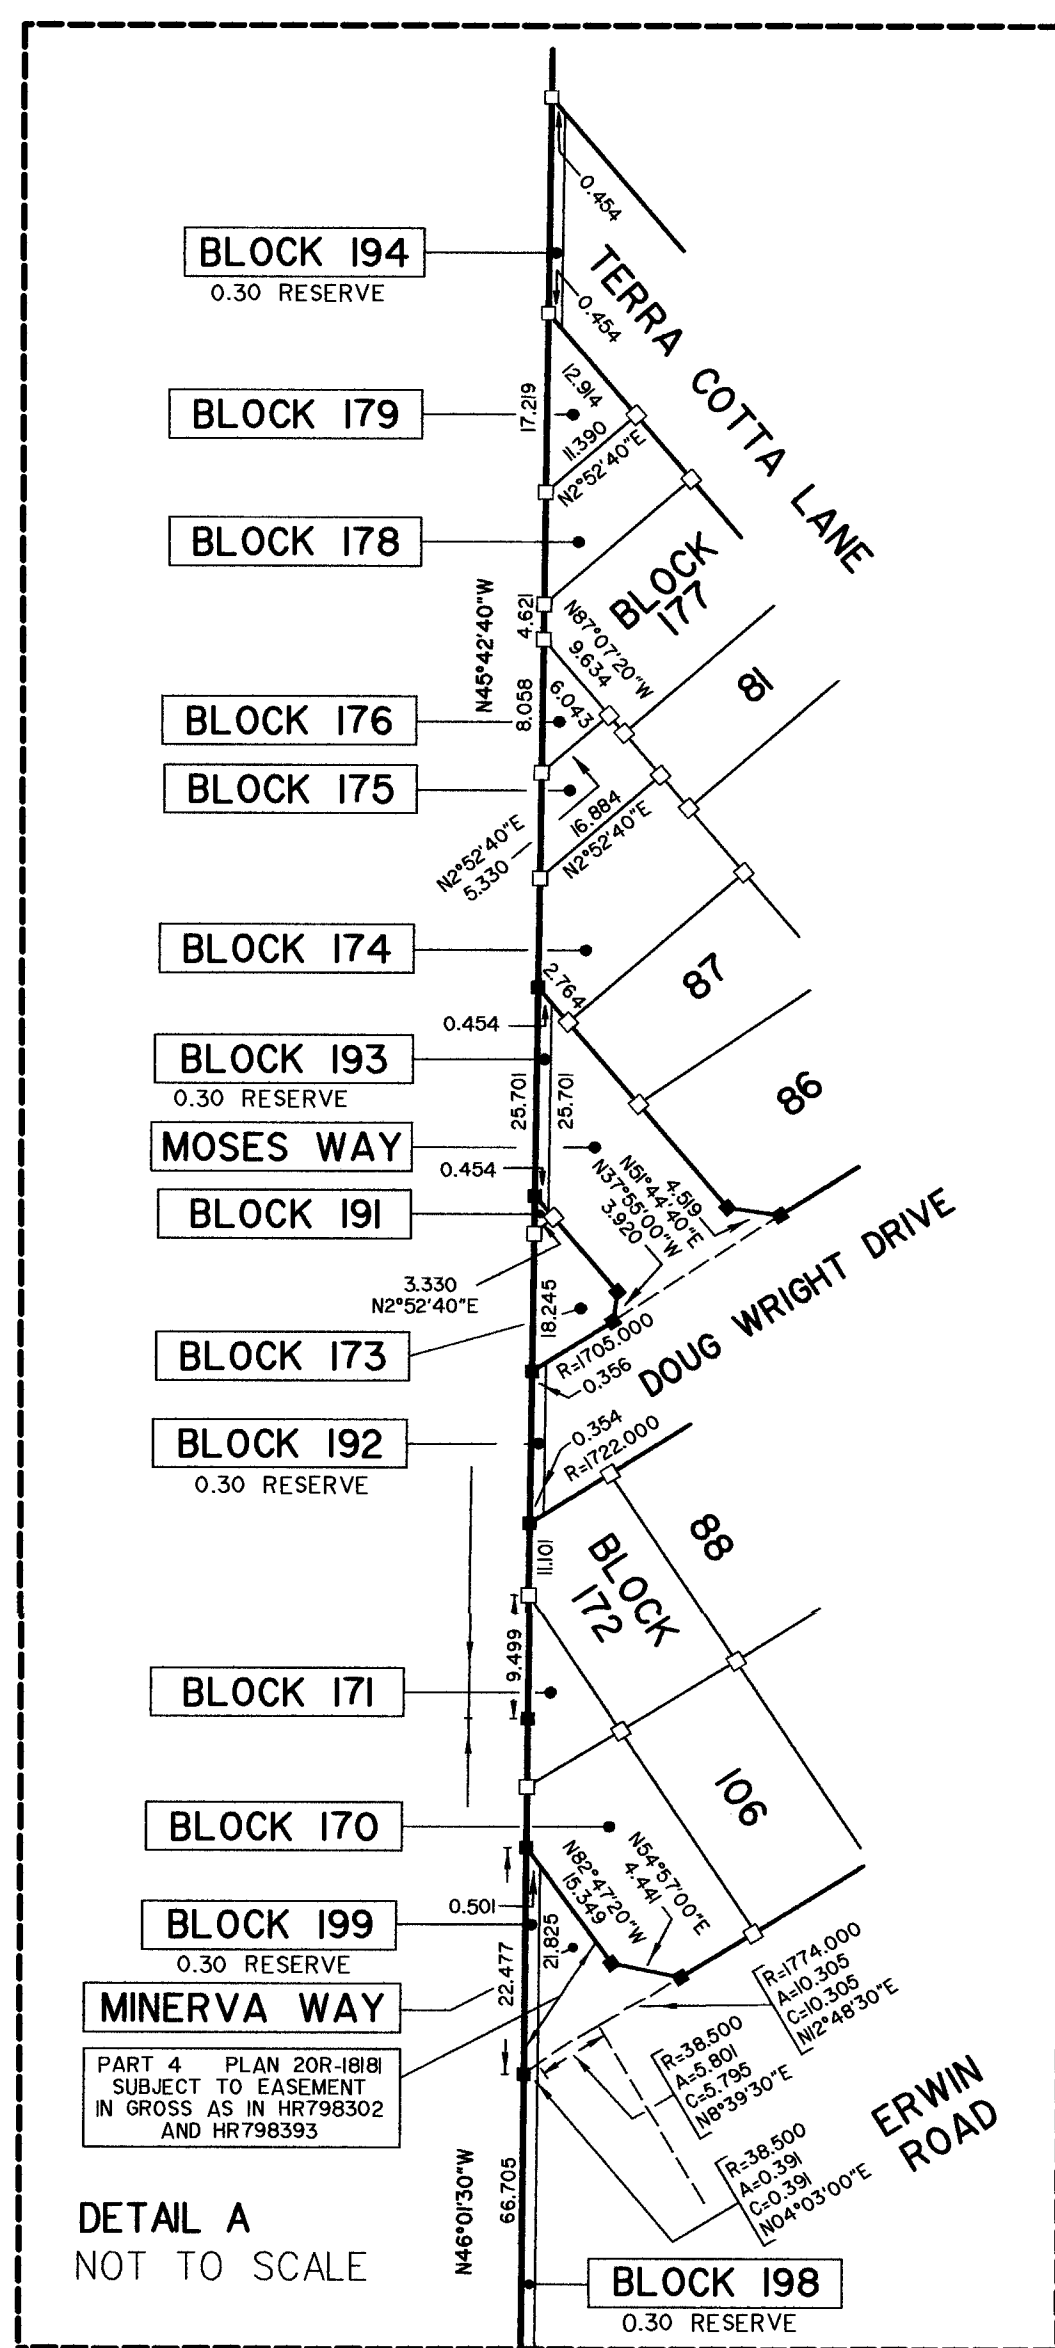 0.454
BLOCK 194
0.30 RESERVE
0.454
TERRA COTTA LANE
12.914
17.219
BLOCK 179
11.390
N2°52'40"E
BLOCK 178
BLOCK
177
N45°42'40"W
4.621
N87°07'20"W
9.634
81
8.058
6.043
BLOCK 176
BLOCK 175
16.884
N2°52'40"E
N2°52'40"E
5.330
BLOCK 174
87
2.764
0.454
BLOCK 193
0.30 RESERVE
25.701
25.701
86
MOSES WAY
0.454
N51°44'40"E
4.519
N37°55'00"W
3.920
BLOCK 191
3.330
N2°52'40"E
18.245
DOUG WRIGHT DRIVE
BLOCK 173
R=1705.000
0.356
BLOCK 192
0.30 RESERVE
0.354
R=1722.000
11.101
88
BLOCK
172
9.499
BLOCK 171
106
BLOCK 170
N54°57'00"E
4.441
N82°47'20"W
15.349
0.501
BLOCK 199
0.30 RESERVE
21.825
22.477
MINERVA WAY
R=1774.000
A=10.305
C=10.305
N12°48'30"E
PART 4 PLAN 20R-18181
SUBJECT TO EASEMENT
IN GROSS AS IN HR798302
AND HR798393
R=38.500
A=5.801
C=5.795
N8°39'30"E
ERWIN
ROAD
R=38.500
A=0.391
C=0.391
N04°03'00"E
N46°01'30"W
66.705
DETAIL A
NOT TO SCALE
BLOCK 198
0.30 RESERVE